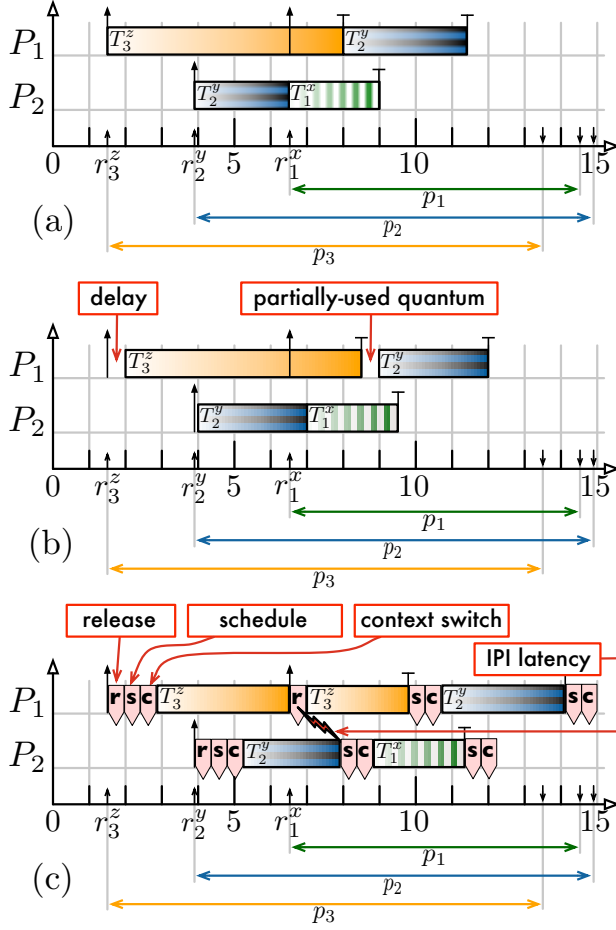 P₁ T₃ᶻ T₂ʸ
P₂ T₂ʸ T₁ˣ
0 r₃ᶻ r₂ʸ 5 r₁ˣ 10 15
p₁
(a) p₂
p₃
delay partially-used quantum
P₁ T₃ᶻ T₂ʸ
P₂ T₂ʸ T₁ˣ
0 r₃ᶻ r₂ʸ 5 r₁ˣ 10 15
p₁
(b) p₂
p₃
release schedule context switch
IPI latency
P₁ r s c T₃ᶻ r T₃ᶻ s c T₂ʸ s c
P₂ r s c T₂ʸ s c T₁ˣ s c
0 r₃ᶻ r₂ʸ 5 r₁ˣ 10 15
p₁
(c) p₂
p₃